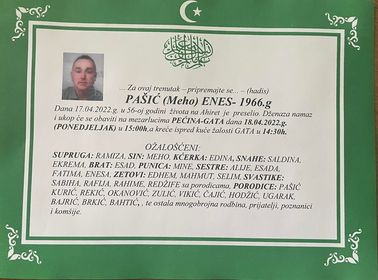 ... Za ovaj trenutak – pripremajte se... – (hadis)
PAŠIĆ (Meho) ENES- 1966.g
Dana 17.04.2022.g. u 56-oj godini života na Ahiret je preselio. Dženaza namaz
i ukop će se obaviti na mezarlucima PEĆINA-GATA dana 18.04.2022.g.
(PONEDJELJAK) u 15:00h,a kreće ispred kuće žalosti GATA u 14:30h.
OŽALOŠĆENI:
SUPRUGA: RAMIZA, SIN: MEHO, KĆERKA: EDINA, SNAHE: SALDINA,
EKREMA, BRAT: ESAD, PUNICA: MINE, SESTRE: ALIJE, ESADA,
FATIMA, ENESA, ZETOVI: EDHEM, MAHMUT, SELIM, SVASTIKE:
SABIHA, RAFIJA, RAHIME, REDŽIFE sa porodicama, PORODICE: PAŠIĆ
KURIĆ, REKIĆ, OKANOVIĆ, ZULIĆ, VIKIĆ, ČAJIĆ, HODŽIĆ, UGARAK,
BAJRIĆ, BRKIĆ, BAHTIĆ, , te ostala mnogobrojna rodbina, prijatelji, poznanici
i komšije.